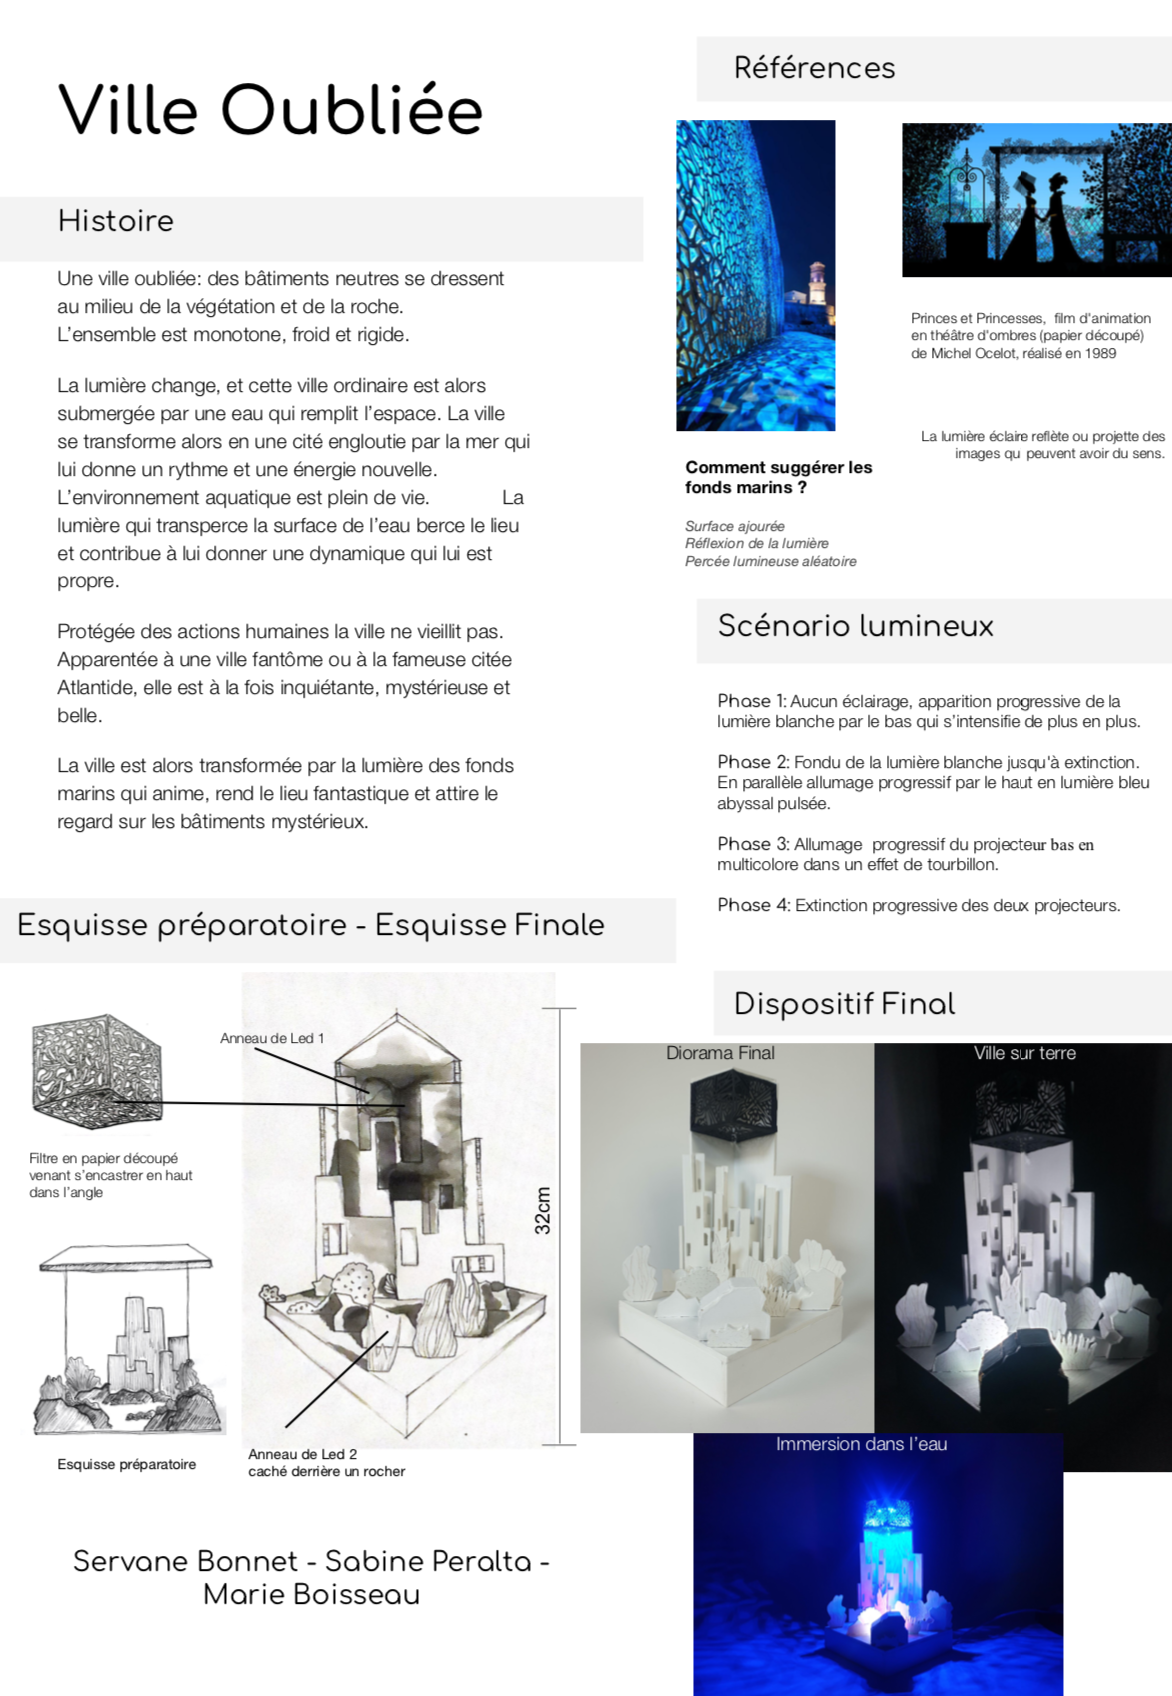 Ville Oubliée
Histoire
Une ville oubliée: des bâtiments neutres se dressent
au milieu de la végétation et de la roche.
L'ensemble est monotone, froid et rigide.
La lumière change, et cette ville ordinaire est alors
submergée par une eau qui remplit l'espace. La ville
se transforme alors en une cité engloutie par la mer qui
lui donne un rythme et une énergie nouvelle.
L'environnement aquatique est plein de vie. La
lumière qui transperce la surface de l'eau berce le lieu
et contribue à lui donner une dynamique qui lui est
propre.
Protégée des actions humaines la ville ne vieillit pas.
Apparentée à une ville fantôme ou à la fameuse citée
Atlantide, elle est à la fois inquiétante, mystérieuse et
belle.
La ville est alors transformée par la lumière des fonds
marins qui anime, rend le lieu fantastique et attire le
regard sur les bâtiments mystérieux.
Références
Princes et Princesses, film d'animation
en théâtre d'ombres (papier découpé)
de Michel Ocelot, réalisé en 1989
La lumière éclaire reflète ou projette des
images qu peuvent avoir du sens.
Comment suggérer les
fonds marins ?
Surface ajourée
Réflexion de la lumière
Percée lumineuse aléatoire
Scénario lumineux
Phase 1: Aucun éclairage, apparition progressive de la
lumière blanche par le bas qui s'intensifie de plus en plus.
Phase 2: Fondu de la lumière blanche jusqu'à extinction.
En parallèle allumage progressif par le haut en lumière bleu
abyssal pulsée.
Phase 3: Allumage progressif du projecteur bas en
multicolore dans un effet de tourbillon.
Phase 4: Extinction progressive des deux projecteurs.
Esquisse préparatoire - Esquisse Finale
Anneau de Led 1
Filtre en papier découpé
venant s'encastrer en haut
dans l'angle
32cm
Esquisse préparatoire
Anneau de Led 2
caché derrière un rocher
Dispositif Final
Diorama Final
Ville sur terre
Immersion dans l'eau
Servane Bonnet - Sabine Peralta -
Marie Boisseau